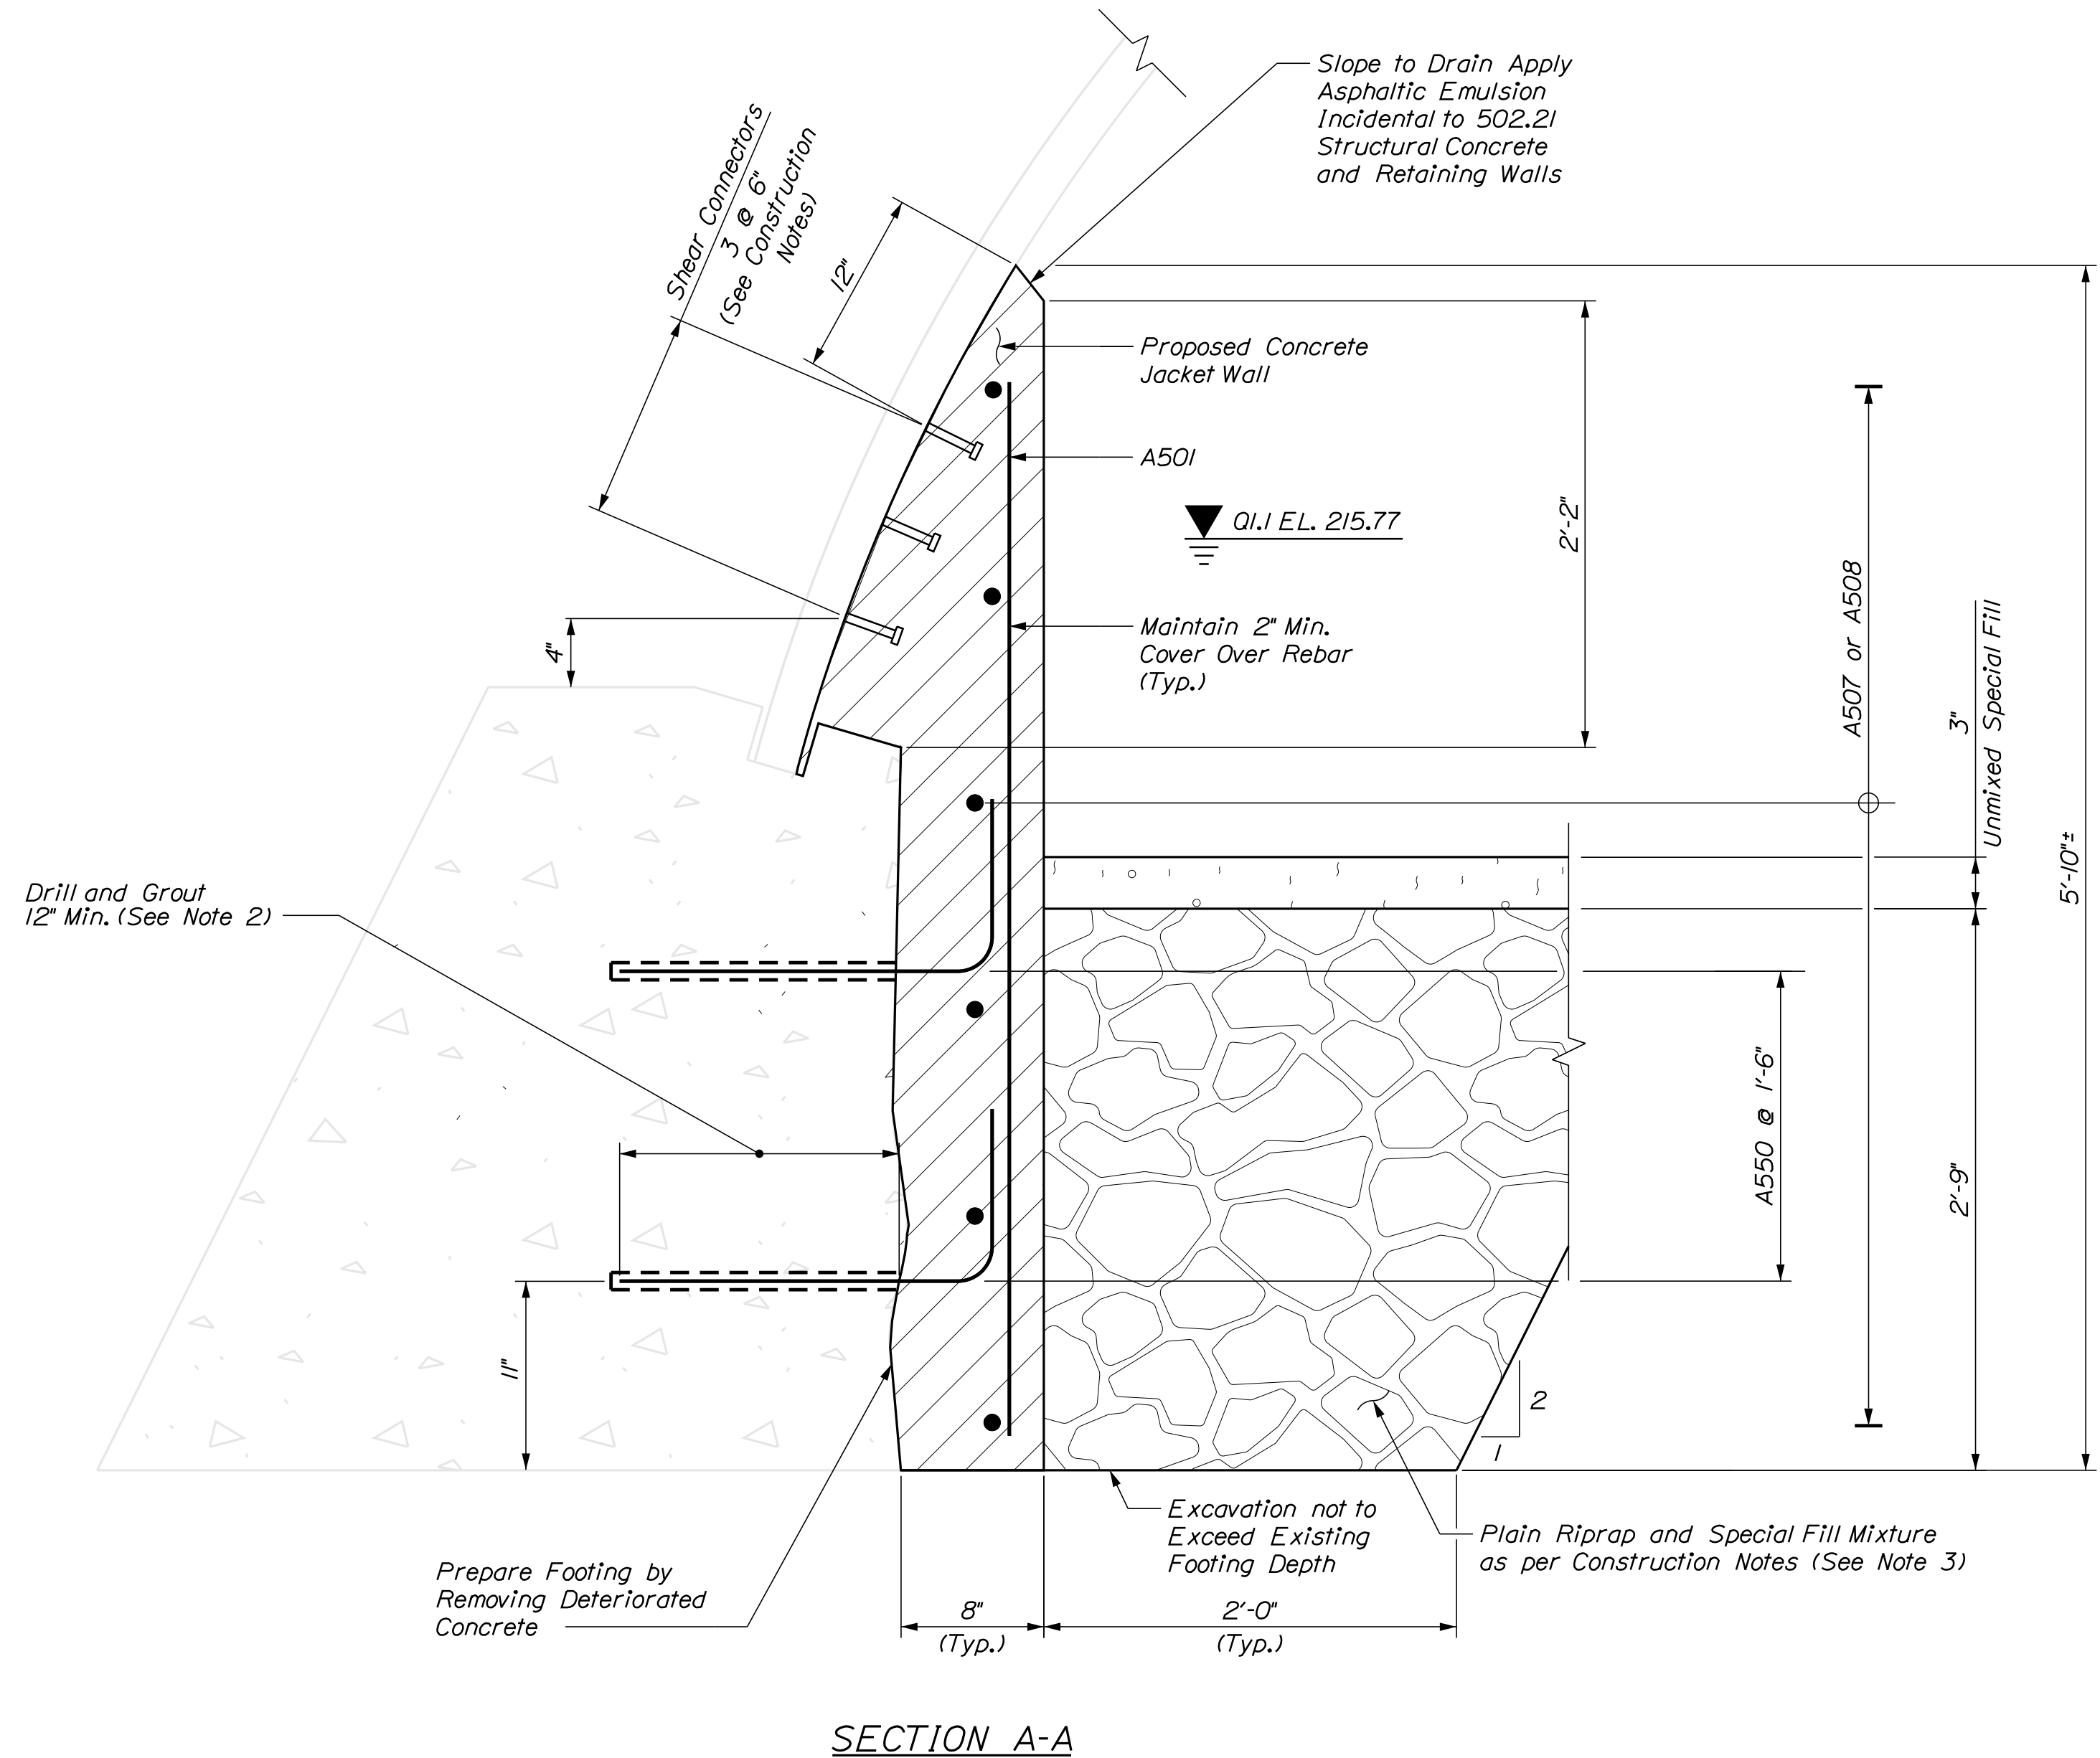 Slope to Drain Apply
Asphaltic Emulsion
Incidental to 502.21
Structural Concrete
and Retaining Walls
Shear Connectors
3 @ 6"
(See Construction
Notes)
12"
Proposed Concrete
Jacket Wall
A501
Q1.1 EL. 215.77
2'-2"
Maintain 2" Min.
Cover Over Rebar
(Typ.)
4"
A507 or A508
3"
Unmixed Special Fill
5'-10"±
Drill and Grout
12" Min. (See Note 2)
A550 @ 1'-6"
2'-9"
11"
2
1
Excavation not to
Exceed Existing
Footing Depth
Plain Riprap and Special Fill Mixture
as per Construction Notes (See Note 3)
Prepare Footing by
Removing Deteriorated
Concrete
8"
(Typ.)
2'-0"
(Typ.)
SECTION A-A